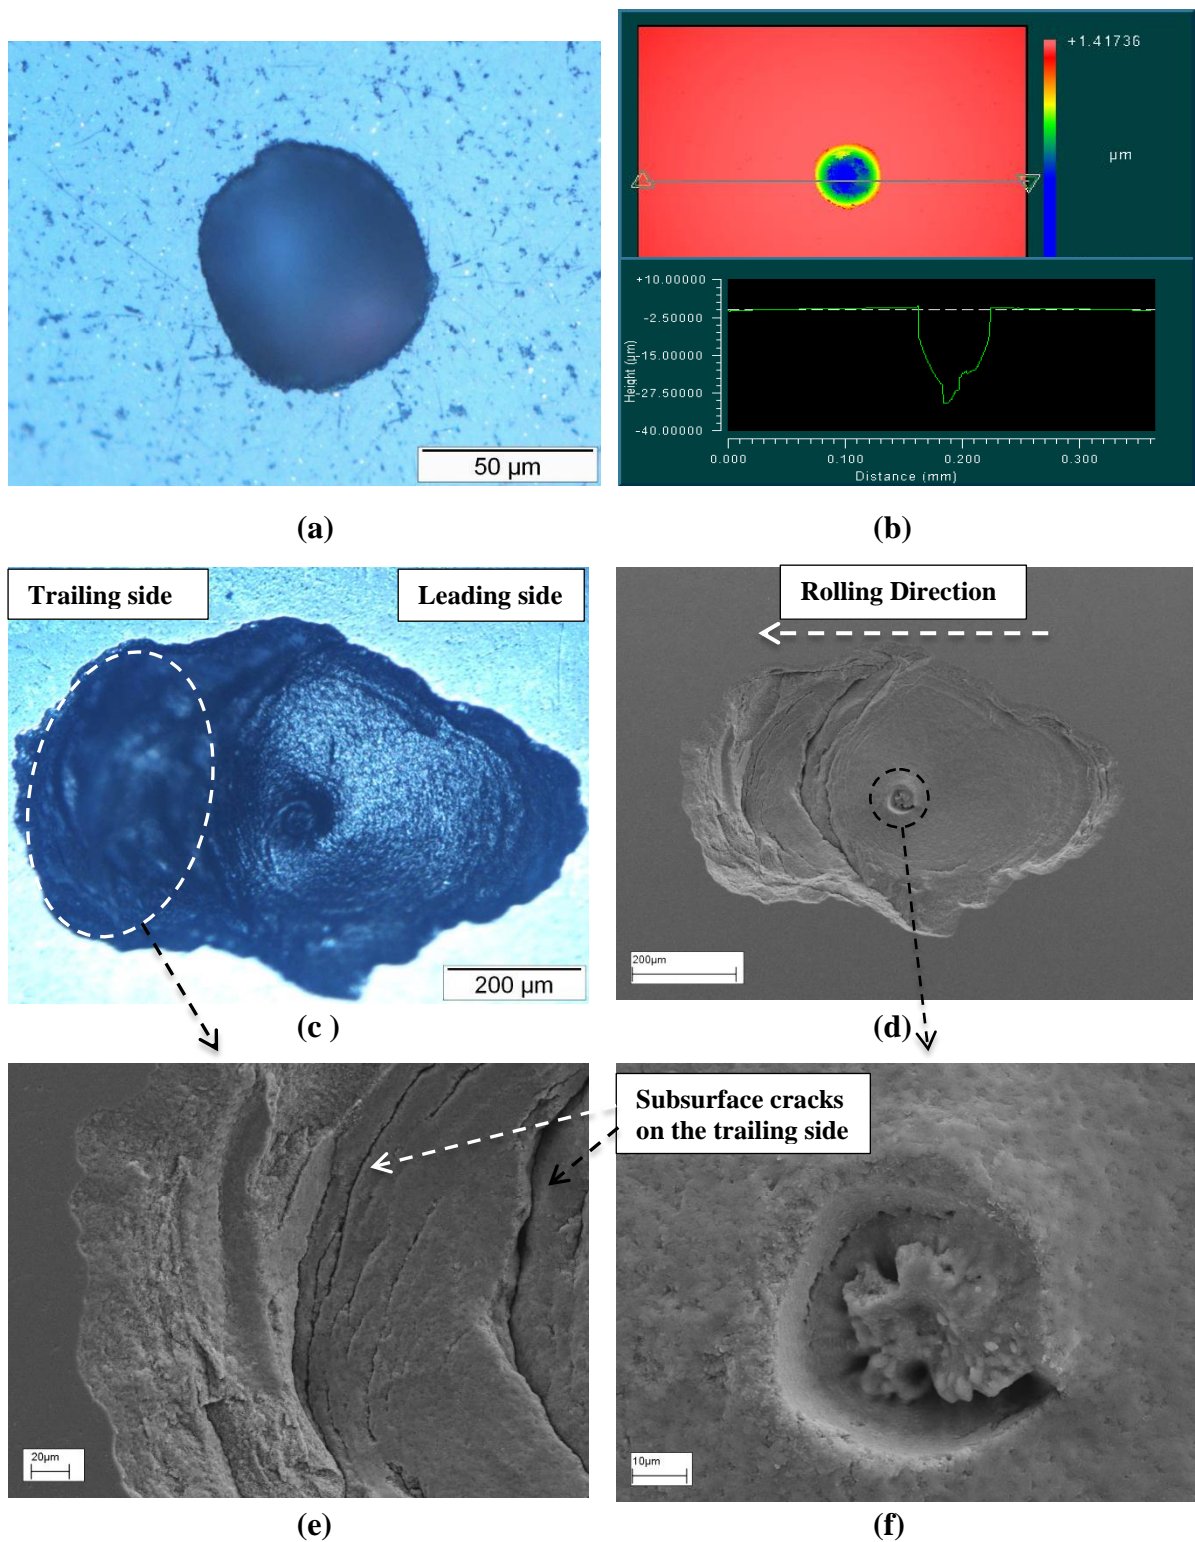 50 µm
+1.41736
µm
+10.00000
-2.50000
-15.00000
-27.50000
-40.00000
Height (µm)
0.000
0.100
0.200
0.300
Distance (mm)
(a)
(b)
Trailing side
Leading side
200 µm
Rolling Direction
200µm
(c )
(d)
Subsurface cracks
on the trailing side
20µm
10µm
(e)
(f)